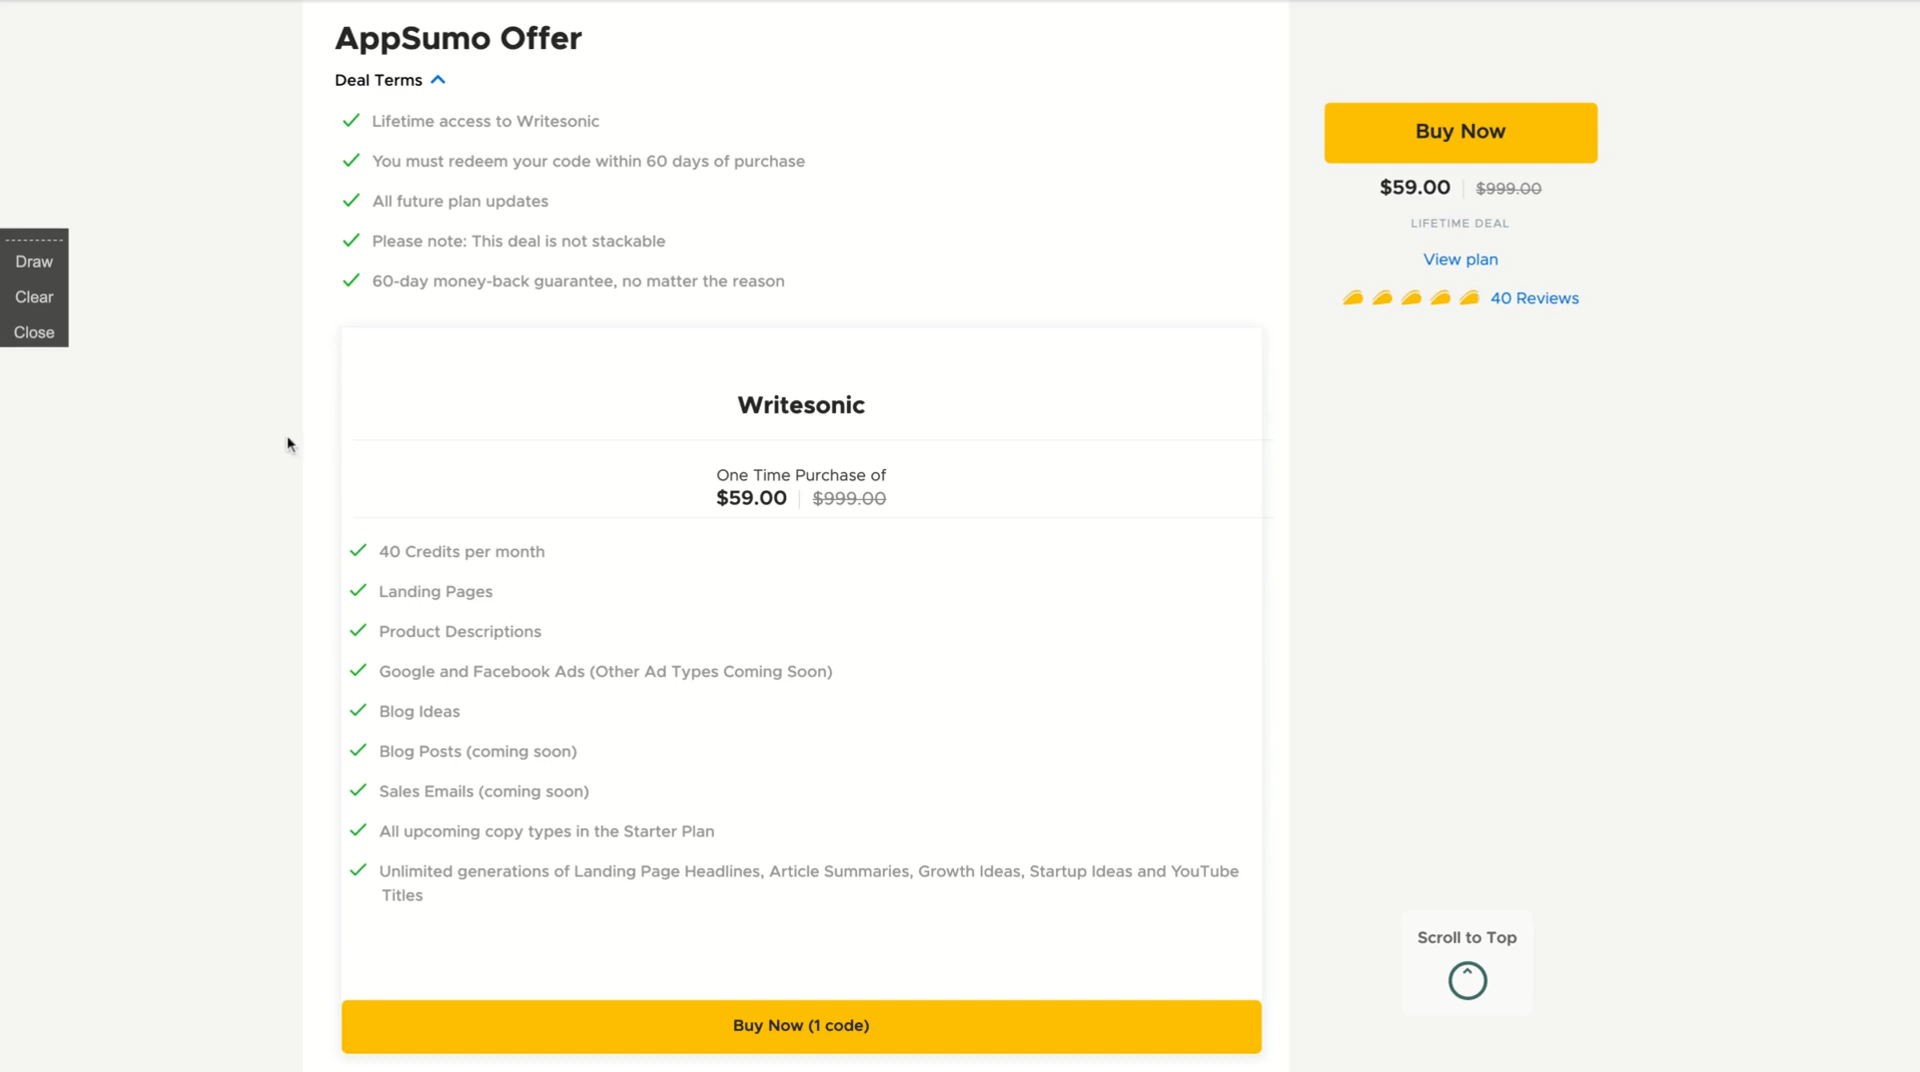 AppSumo Offer
Deal Terms
Lifetime access to Writesonic
You must redeem your code within 60 days of purchase
All future plan updates
Please note: This deal is not stackable
60-day money-back guarantee, no matter the reason
Draw
Clear
Close
Writesonic
One Time Purchase of
$59.00 $999.00
40 Credits per month
Landing Pages
Product Descriptions
Google and Facebook Ads (Other Ad Types Coming Soon)
Blog Ideas
Blog Posts (coming soon)
Sales Emails (coming soon)
All upcoming copy types in the Starter Plan
Unlimited generations of Landing Page Headlines, Article Summaries, Growth Ideas, Startup Ideas and YouTube
Titles
Buy Now (1 code)
Buy Now
$59.00 $999.00
LIFETIME DEAL
View plan
40 Reviews
Scroll to Top